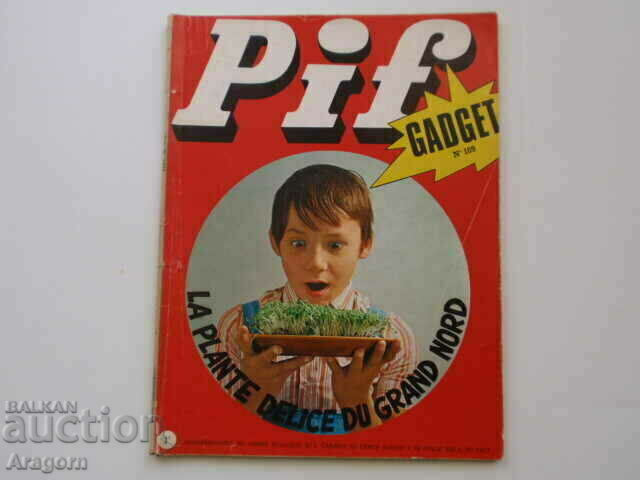 Pif
GADGET
N° 109
LA PLANTE DÉLICE DU GRAND NORD
BALKAN
auction
Aragorn